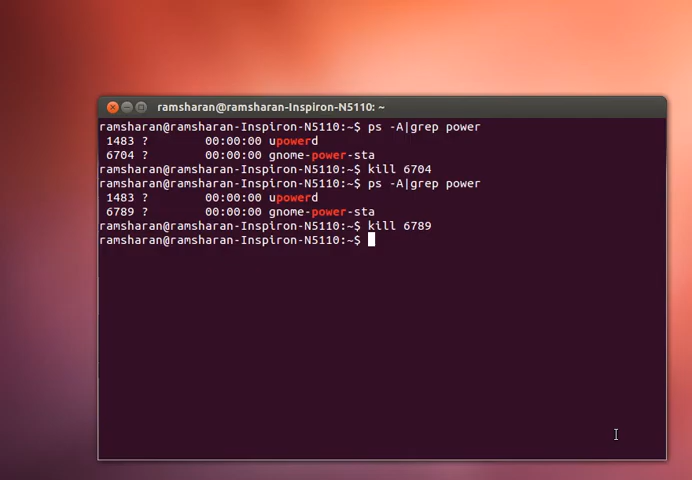 ramsharan@ramsharan-Inspiron-N5110: ~
ramsharan@ramsharan-Inspiron-N5110:~$ ps -A|grep power
 1483 ?        00:00:00 upowerd
 6704 ?        00:00:00 gnome-power-sta
ramsharan@ramsharan-Inspiron-N5110:~$ kill 6704
ramsharan@ramsharan-Inspiron-N5110:~$ ps -A|grep power
 1483 ?        00:00:00 upowerd
 6789 ?        00:00:00 gnome-power-sta
ramsharan@ramsharan-Inspiron-N5110:~$ kill 6789
ramsharan@ramsharan-Inspiron-N5110:~$